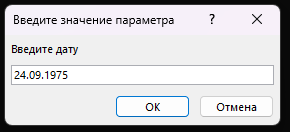 Введите значение параметра ? ×
Введите дату
24.09.1975
ОК Отмена